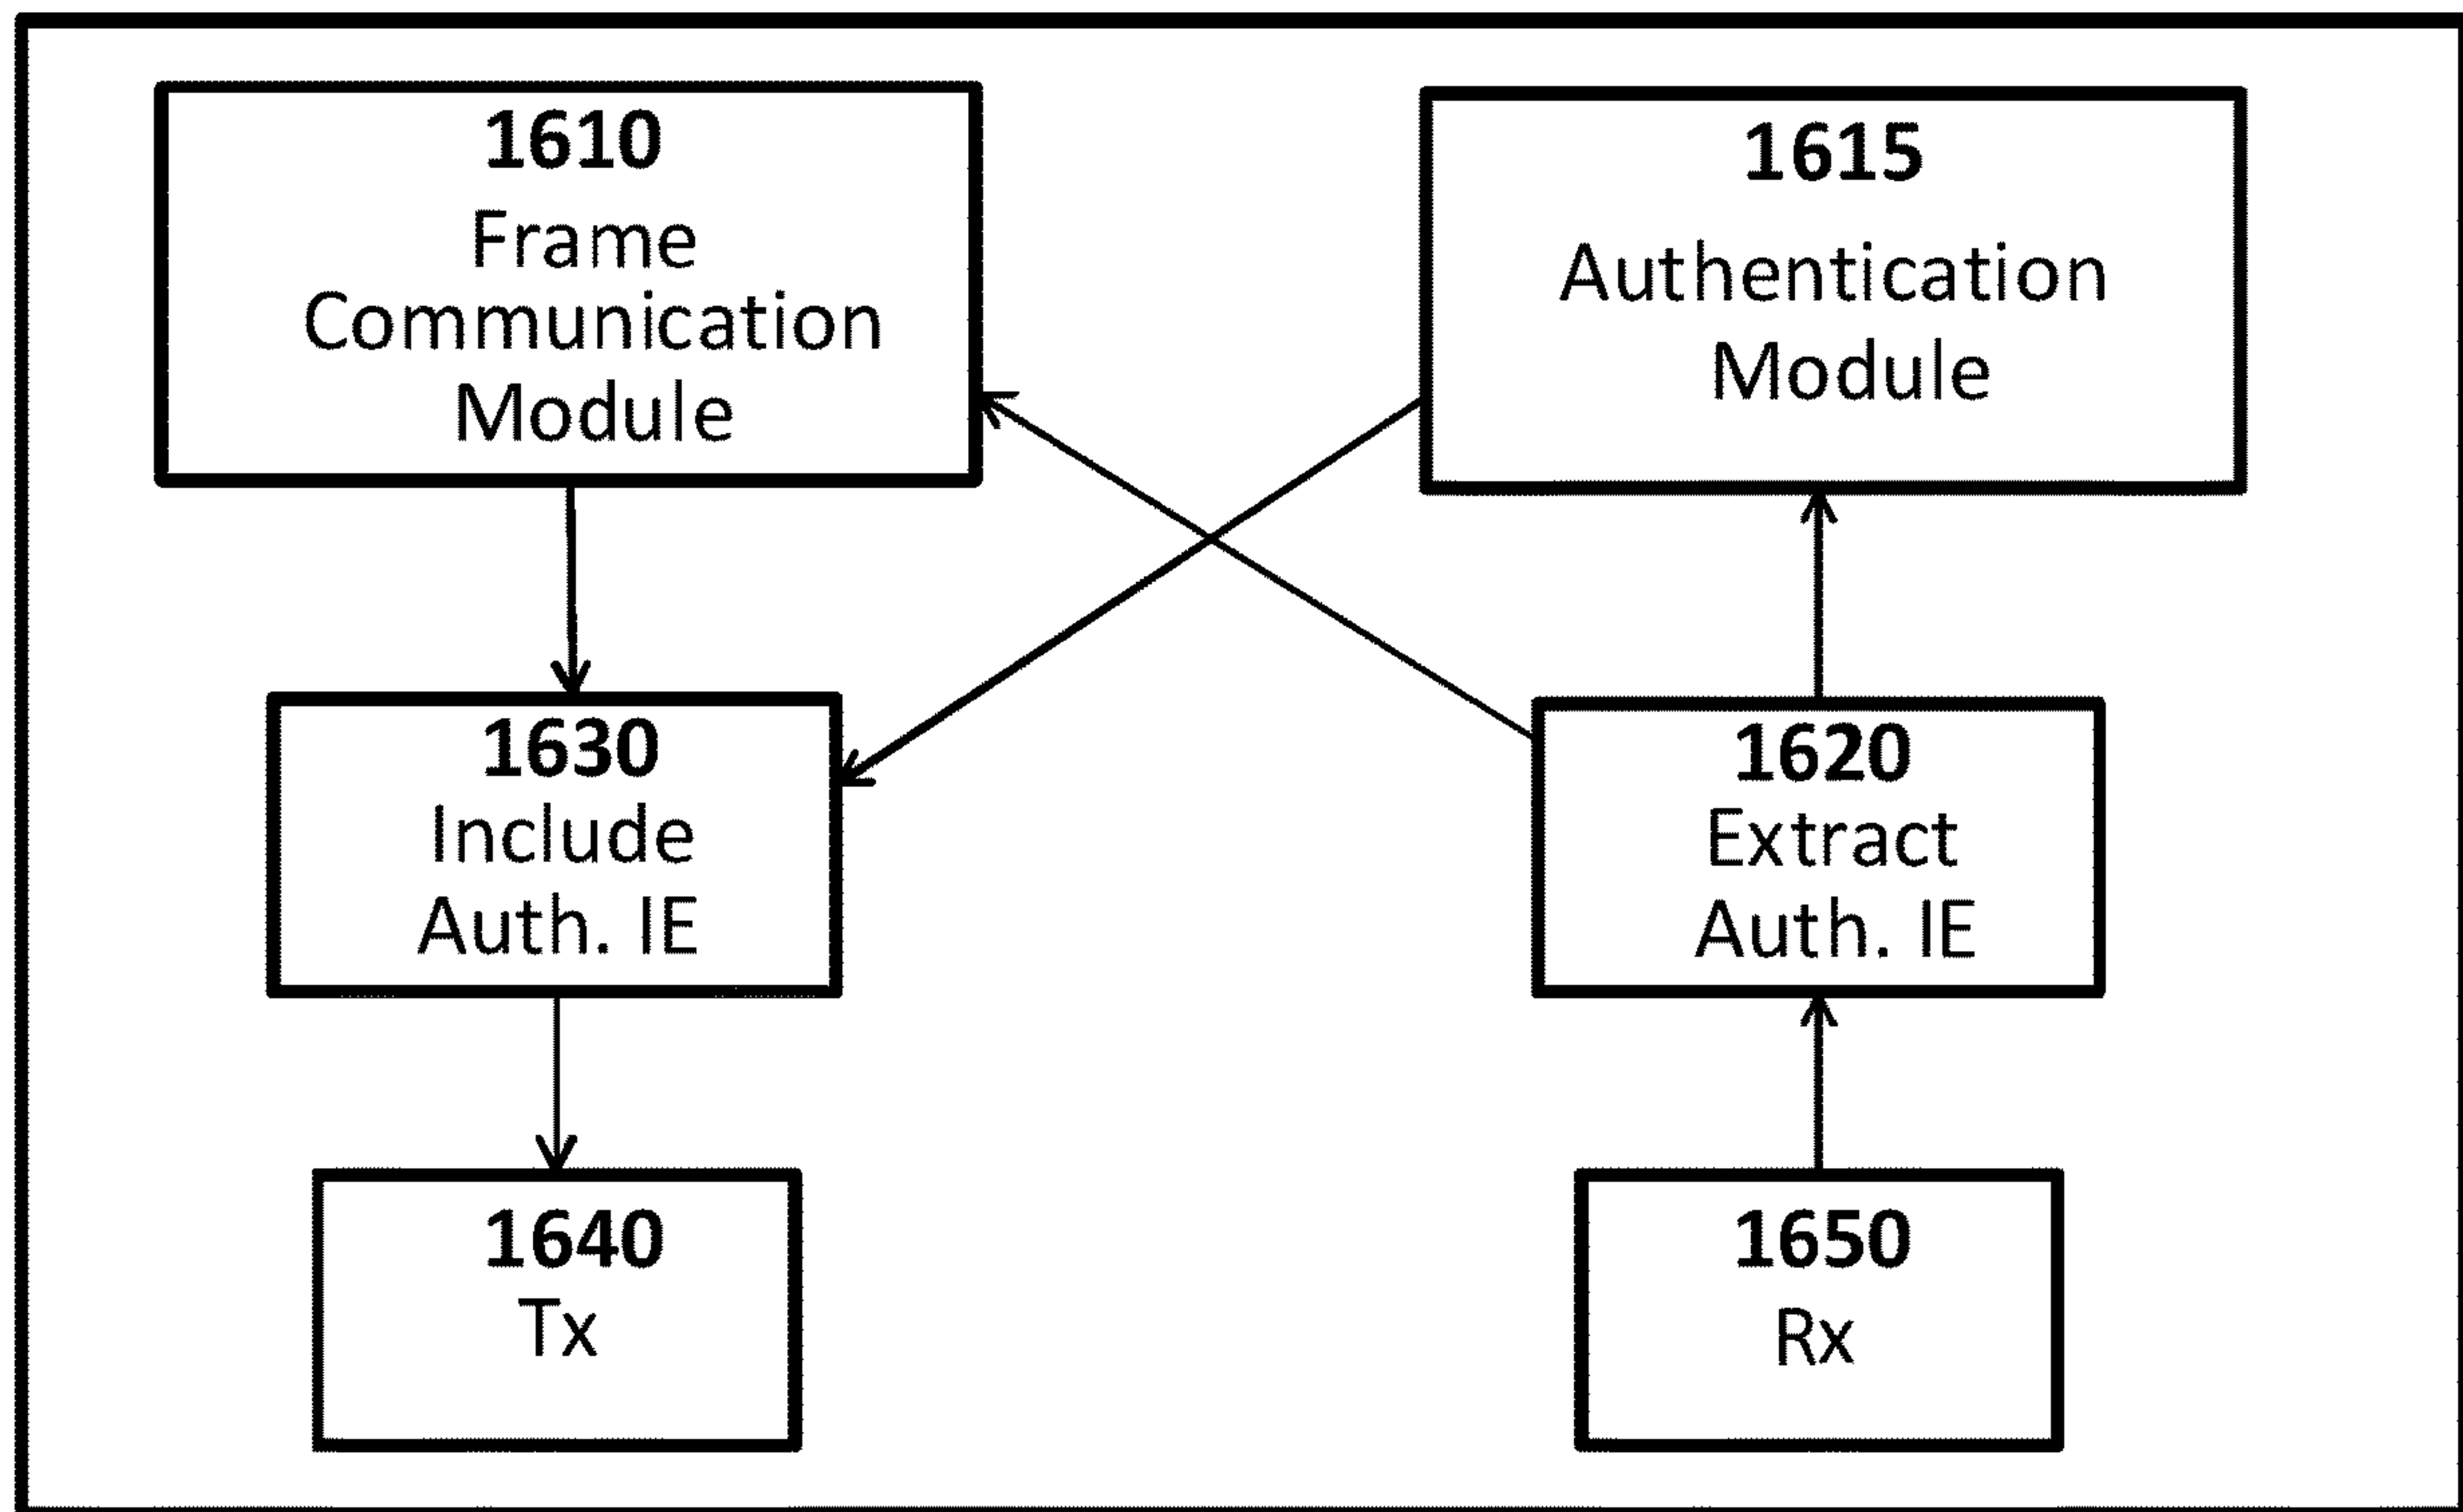 1610
Frame
Communication
Module
1615
Authentication
Module
1630
Include
Auth. IE
1620
Extract
Auth. IE
1640
Tx
1650
Rx